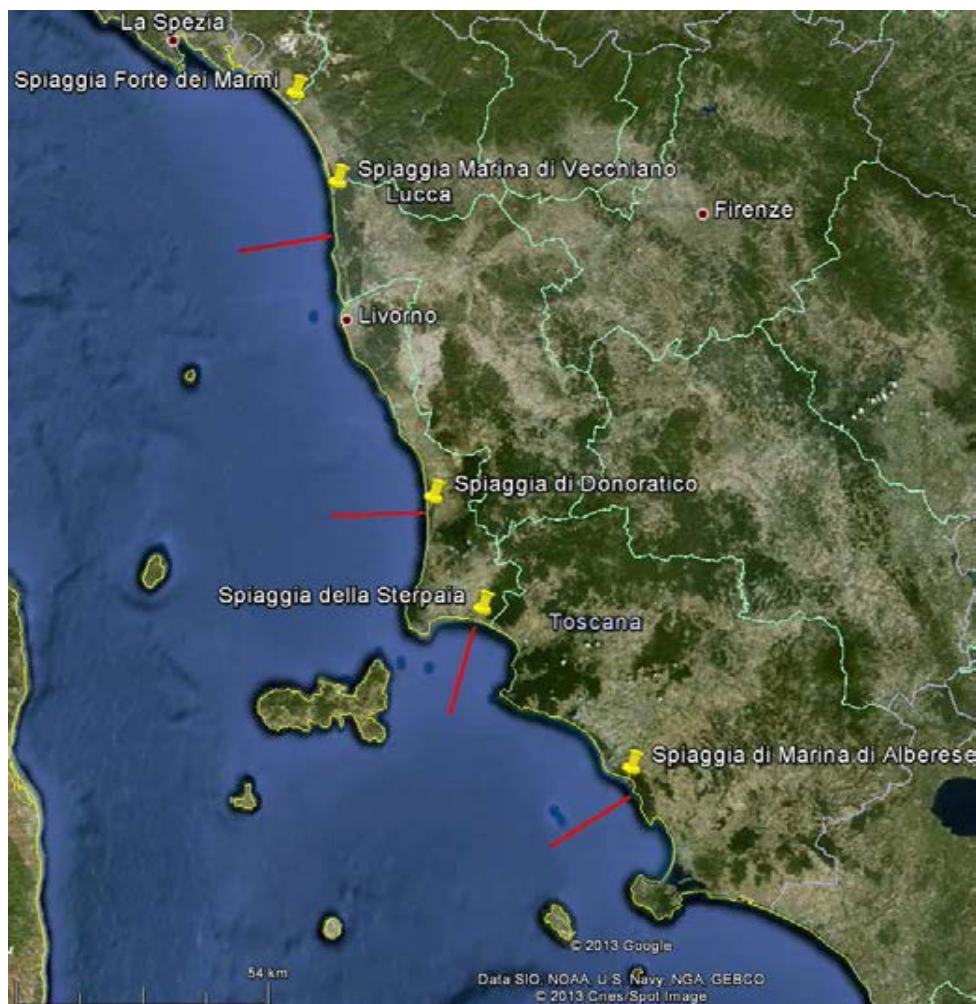 La Spezia
Spiaggia Forte dei Marmi
Spiaggia Marina di Vecchiano
Lucca
Firenze
Livorno
Spiaggia di Donoratico
Spiaggia della Sterpaia
Toscana
Spiaggia di Marina di Alberese
© 2013 Google
54 km
Data SIO, NOAA, U.S. Navy, NGA, GEBCO
© 2013 Cnes/Spot Image